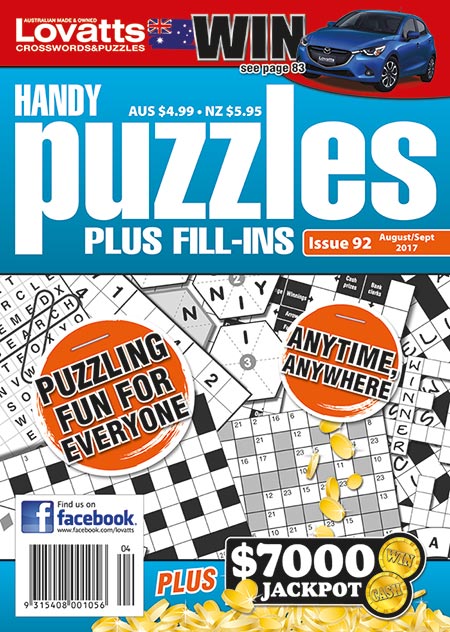 AUSTRALIAN MADE & OWNED
Lovatts
CROSSWORDS&PUZZLES
WIN
see page 83
HANDY
AUS $4.99 • NZ $5.95
puzzles
PLUS FILL-INS
Issue 92
August/Sept
2017
PUZZLING
FUN FOR
EVERYONE
ANYTIME,
ANYWHERE
Find us on
facebook®
www.facebook.com/lovatts
04
9 315408 001056
PLUS
$7000
JACKPOT
WIN
CASH